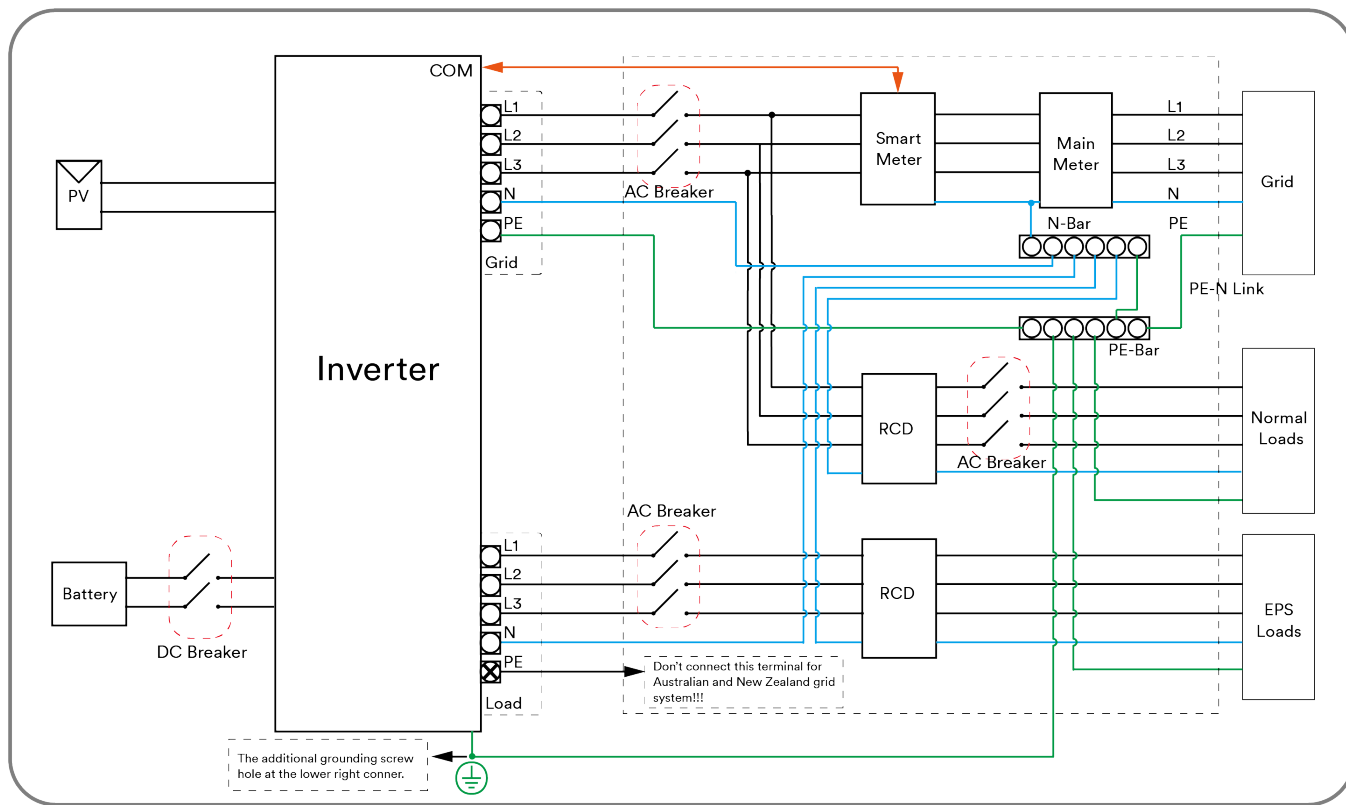 COM
L1
L2
L3
N
PE
Grid
AC Breaker
Smart
Meter
Main
Meter
L1
L2
L3
N
PE
Grid
N-Bar
PE-N Link
PE-Bar
PV
Inverter
RCD
AC Breaker
Normal
Loads
AC Breaker
L1
L2
L3
N
PE
Load
RCD
EPS
Loads
Battery
DC Breaker
Don't connect this terminal for
Australian and New Zealand grid
system!!!
The additional grounding screw
hole at the lower right conner.